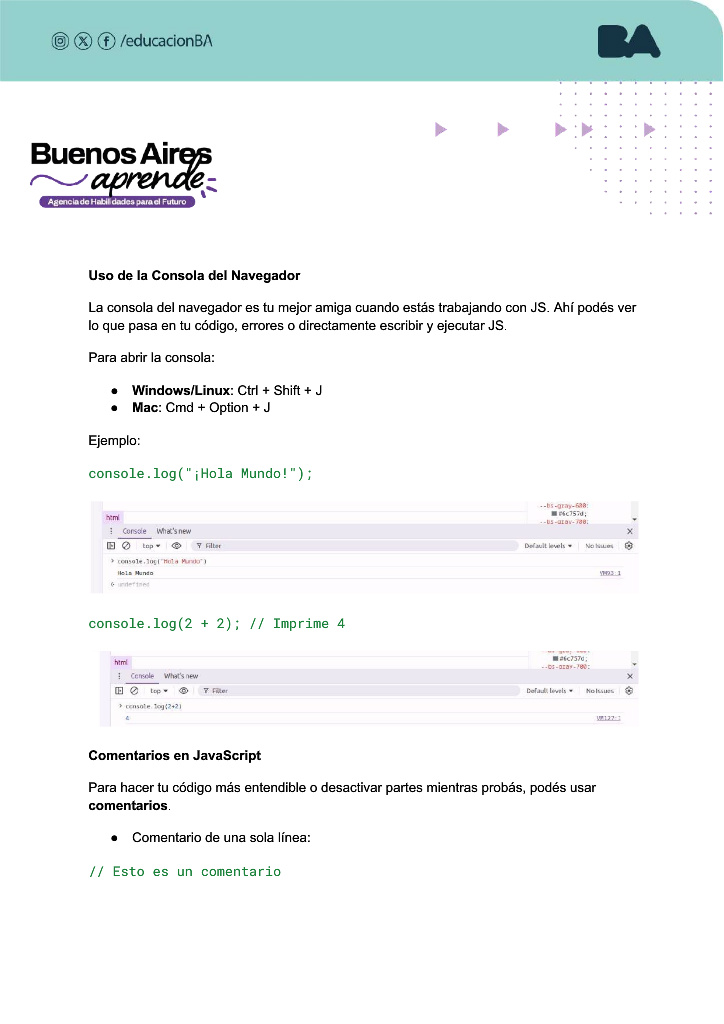 /educacionBA
BA
Buenos Aires
aprende
Agencia de Habilidades para el Futuro
Uso de la Consola del Navegador
La consola del navegador es tu mejor amiga cuando estás trabajando con JS. Ahí podés ver
lo que pasa en tu código, errores o directamente escribir y ejecutar JS.
Para abrir la consola:
● Windows/Linux: Ctrl + Shift + J
● Mac: Cmd + Option + J
Ejemplo:
console.log("¡Hola Mundo!");
--bs-gray-600:
#6c757d;
--bs-gray-700:
html
Console What's new
top Filter Default levels No Issues
console.log("Hola Mundo")
Hola Mundo VM93:1
undefined
console.log(2 + 2); // Imprime 4
#6c757d;
--bs-gray-700:
html
Console What's new
top Filter Default levels No Issues
console.log(2+2)
4 VM127:1
Comentarios en JavaScript
Para hacer tu código más entendible o desactivar partes mientras probás, podés usar
comentarios.
● Comentario de una sola línea:
// Esto es un comentario